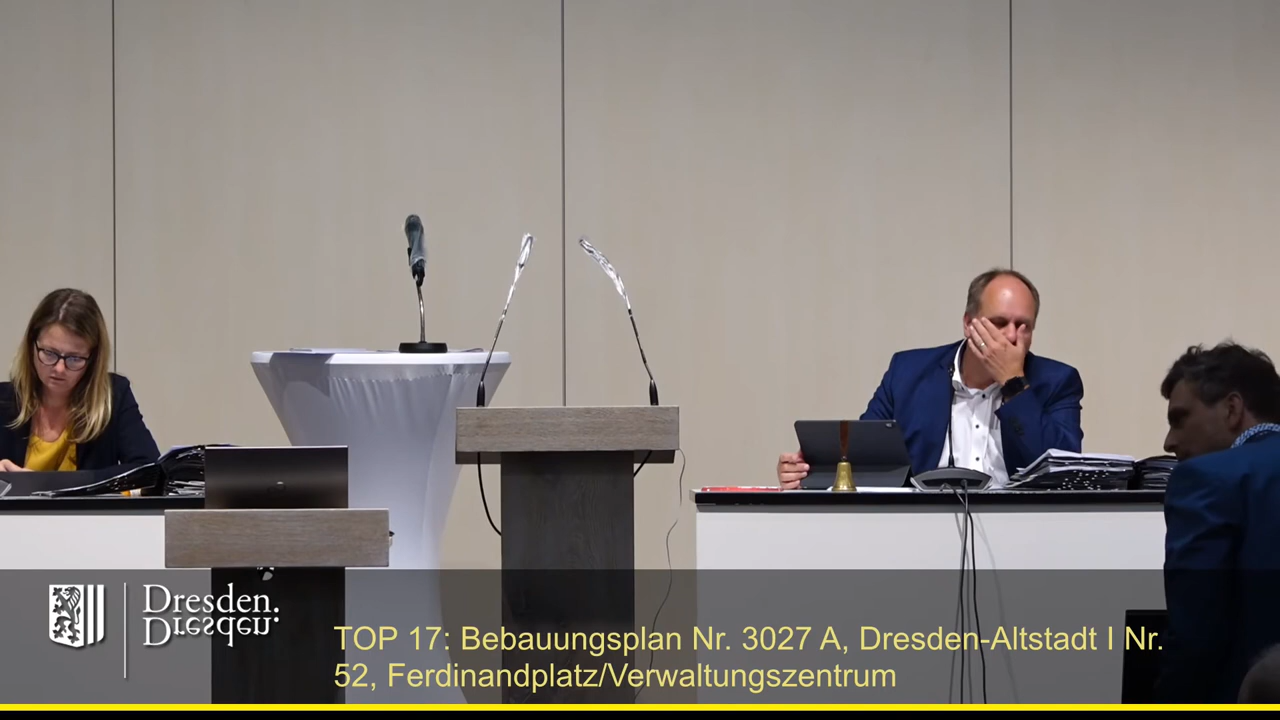 Dresden.
Dresden.
TOP 17: Bebauungsplan Nr. 3027 A, Dresden-Altstadt I Nr.
52, Ferdinandplatz/Verwaltungszentrum